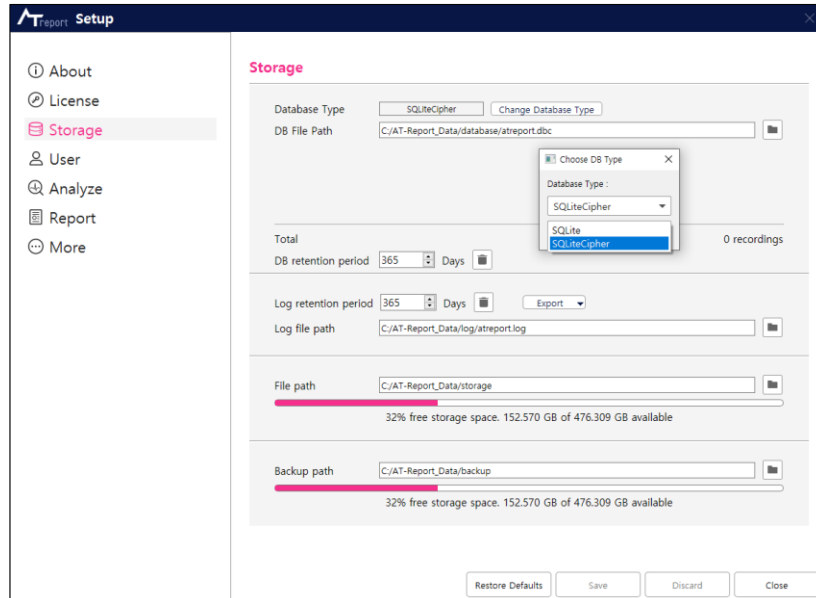 ATreport Setup
About
License
Storage
User
Analyze
Report
More
Storage
Database Type SQLiteCipher Change Database Type
DB File Path C:/AT-Report_Data/database/atreport.dbc
Choose DB Type
Database Type :
SQLiteCipher
SQLite
SQLiteCipher
Total 0 recordings
DB retention period 365 Days
Log retention period 365 Days Export
Log file path C:/AT-Report_Data/log/atreport.log
File path C:/AT-Report_Data/storage
32% free storage space. 152.570 GB of 476.309 GB available
Backup path C:/AT-Report_Data/backup
32% free storage space. 152.570 GB of 476.309 GB available
Restore Defaults Save Discard Close